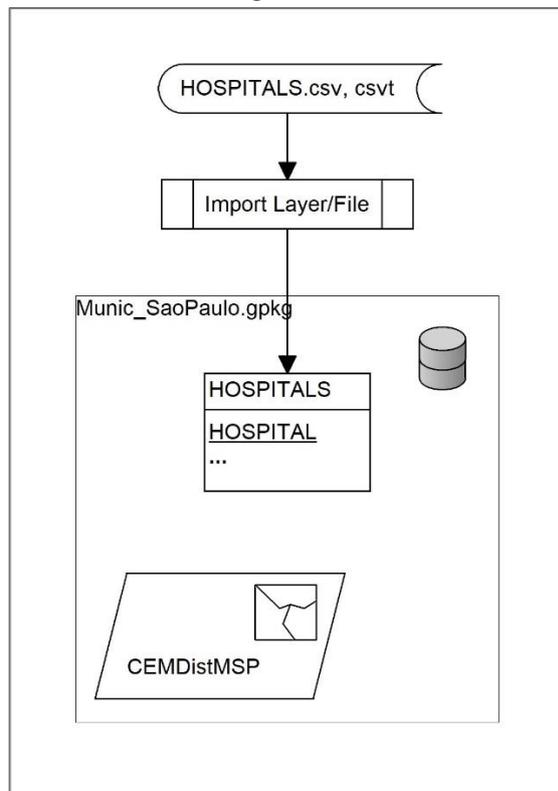 HOSPITALS.csv, csvt
Import Layer/File
Munic_SaoPaulo.gpkg
HOSPITALS
HOSPITAL
...
CEMDistMSP